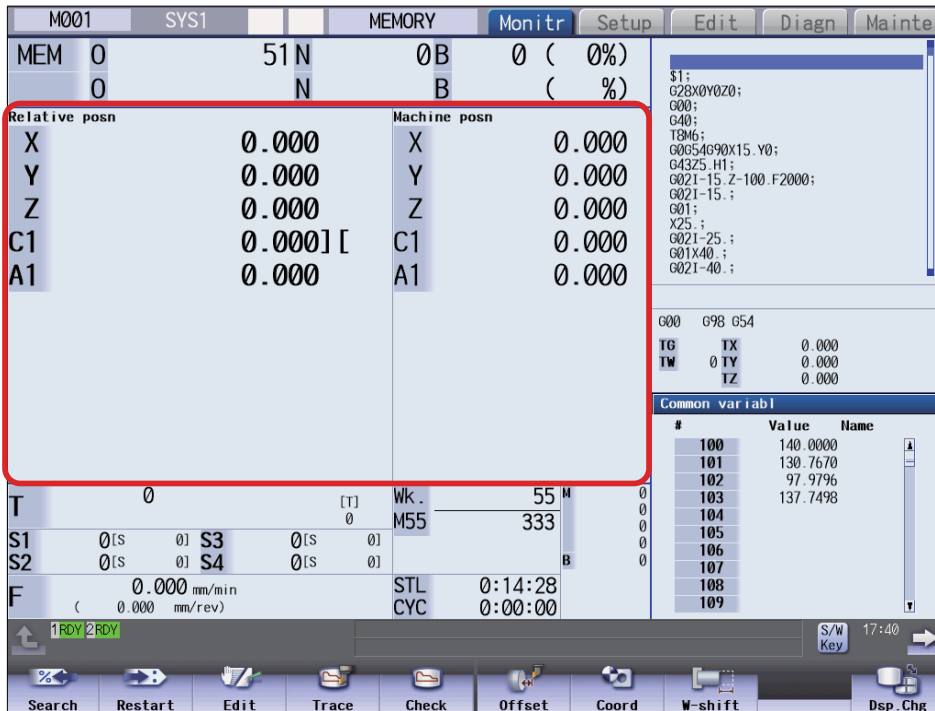 M001 SYS1 MEMORY Monitr Setup Edit Diagn Mainte
MEM O 51 N 0 B 0 ( 0%)
O N B ( %)
$1;
G28X0Y0Z0;
G00;
G40;
T8M6;
G0G54G90X15.Y0;
G43Z5.H1;
G02I-15.Z-100.F2000;
G02I-15.;
G01;
X25.;
G02I-25.;
G01X40.;
G02I-40.;
Relative posn Machine posn
X 0.000 X 0.000
Y 0.000 Y 0.000
Z 0.000 Z 0.000
C1 0.000][ C1 0.000
A1 0.000 A1 0.000
G00 G98 G54
TG TX 0.000
TW 0 TY 0.000
TZ 0.000
Common variabl
# Value Name
100 140.0000
101 130.7670
102 97.9796
103 137.7498
104
105
106
107
108
109
T 0 [T] 0
Wk. 55
M55 333
M 0
0
0
0
B 0
S1 0[S 0] S3 0[S 0]
S2 0[S 0] S4 0[S 0]
F 0.000 mm/min
( 0.000 mm/rev)
STL 0:14:28
CYC 0:00:00
1RDY 2RDY S/W Key 17:40
Search Restart Edit Trace Check Offset Coord W-shift Dsp.Chg